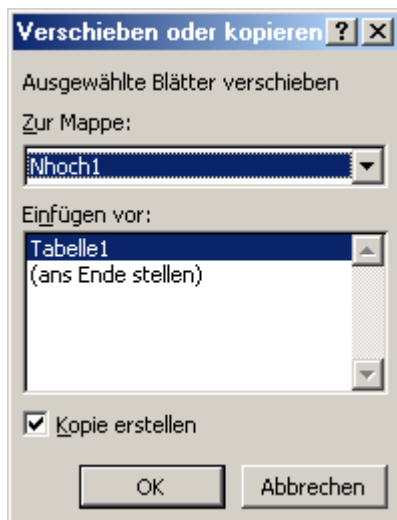 Verschieben oder kopieren
Ausgewählte Blätter verschieben
Zur Mappe:
Nhoch1
Einfügen vor:
Tabelle1
(ans Ende stellen)
Kopie erstellen
OK Abbrechen